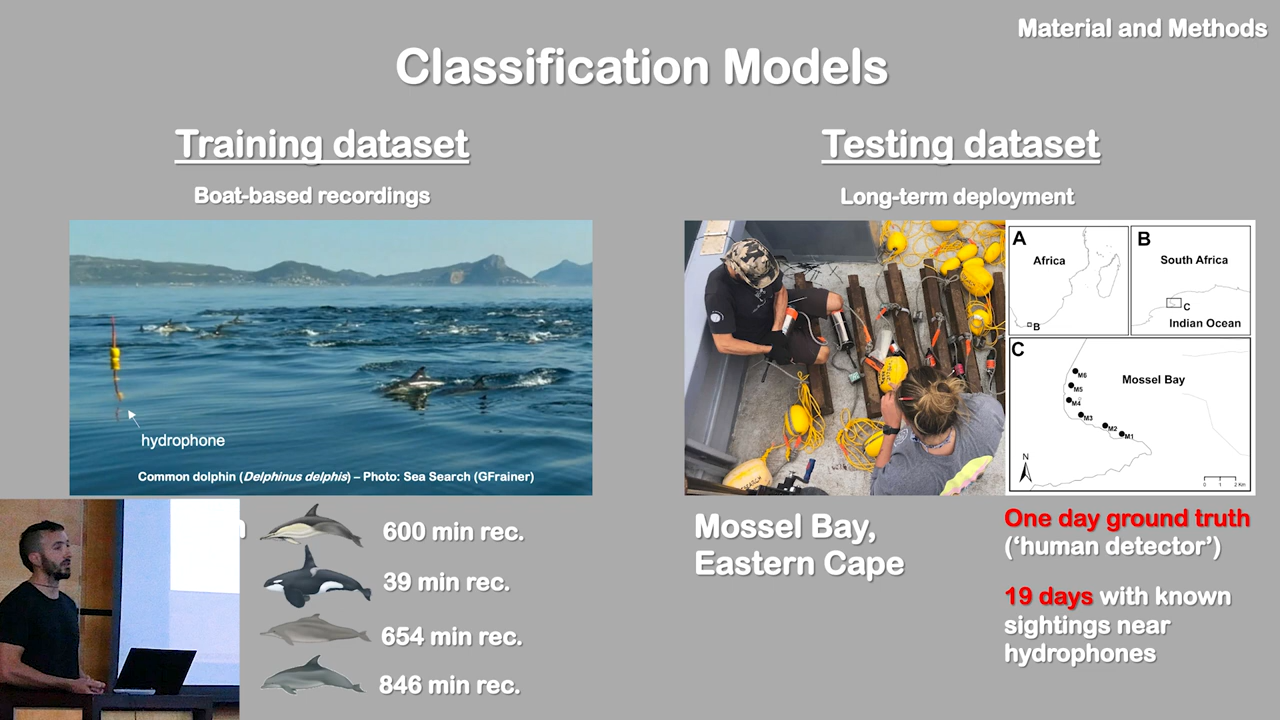 Material and Methods
Classification Models
Training dataset
Boat-based recordings
hydrophone
Common dolphin (Delphinus delphis) – Photo: Sea Search (GFrainer)
600 min rec.
39 min rec.
654 min rec.
846 min rec.
Testing dataset
Long-term deployment
A
Africa
B
B
South Africa
C
Indian Ocean
C
Mossel Bay
M6
M5
M4
M3
M2
M1
N
0 1 2 Km
Mossel Bay,
Eastern Cape
One day ground truth
(‘human detector’)
19 days with known
sightings near
hydrophones